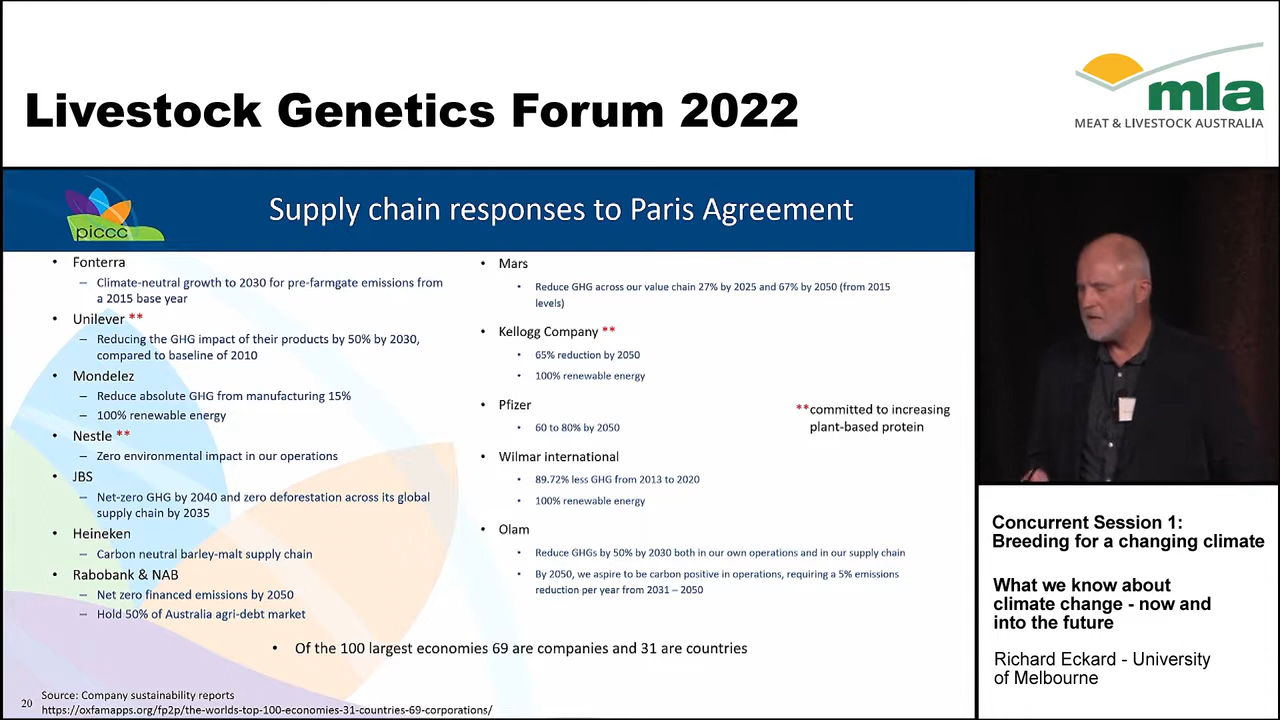 Livestock Genetics Forum 2022
mla
MEAT & LIVESTOCK AUSTRALIA
piccc
Supply chain responses to Paris Agreement
• Fonterra
– Climate-neutral growth to 2030 for pre-farmgate emissions from
a 2015 base year
• Unilever **
– Reducing the GHG impact of their products by 50% by 2030,
compared to baseline of 2010
• Mondelez
– Reduce absolute GHG from manufacturing 15%
– 100% renewable energy
• Nestle **
– Zero environmental impact in our operations
• JBS
– Net-zero GHG by 2040 and zero deforestation across its global
supply chain by 2035
• Heineken
– Carbon neutral barley-malt supply chain
• Rabobank & NAB
– Net zero financed emissions by 2050
– Hold 50% of Australia agri-debt market
• Mars
• Reduce GHG across our value chain 27% by 2025 and 67% by 2050 (from 2015
levels)
• Kellogg Company **
• 65% reduction by 2050
• 100% renewable energy
• Pfizer
• 60 to 80% by 2050
• Wilmar international
• 89.72% less GHG from 2013 to 2020
• 100% renewable energy
• Olam
• Reduce GHGs by 50% by 2030 both in our own operations and in our supply chain
• By 2050, we aspire to be carbon positive in operations, requiring a 5% emissions
reduction per year from 2031 – 2050
**committed to increasing
plant-based protein
• Of the 100 largest economies 69 are companies and 31 are countries
20
Source: Company sustainability reports
https://oxfamapps.org/fp2p/the-worlds-top-100-economies-31-countries-69-corporations/
Concurrent Session 1:
Breeding for a changing climate
What we know about
climate change - now and
into the future
Richard Eckard - University
of Melbourne